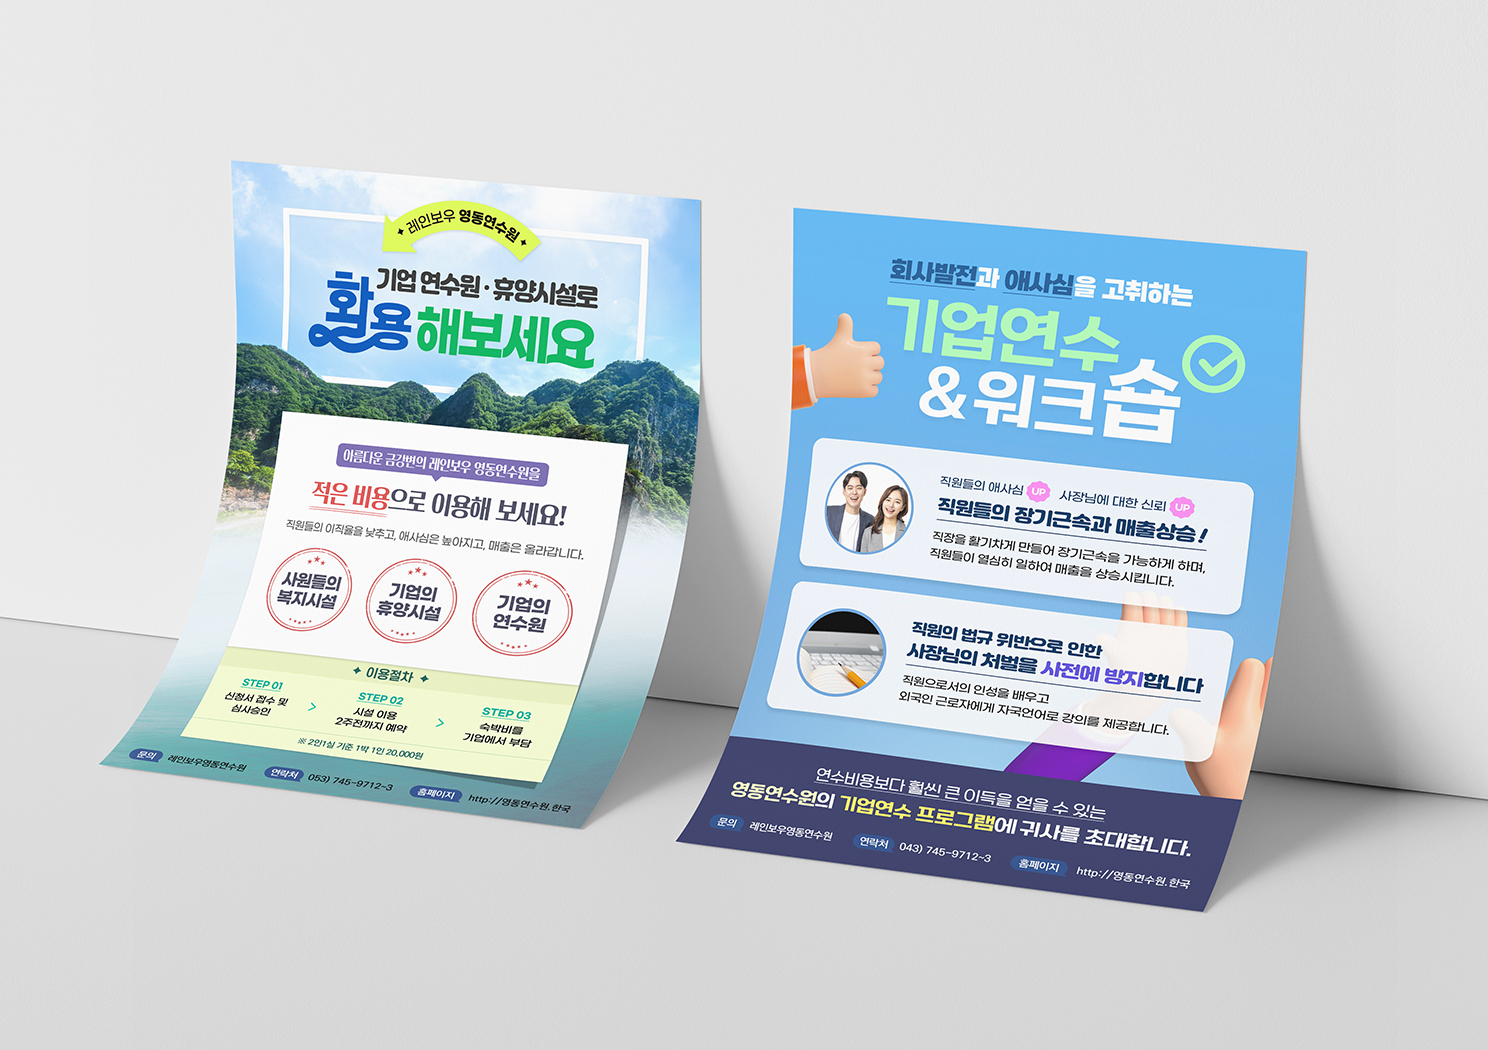 레인보우 영동연수원
기업 연수원·휴양시설로
활용 해보세요
아름다운 금강변의 레인보우 영동연수원을
적은 비용으로 이용해 보세요!
직원들의 이직율을 낮추고, 애사심은 높아지고, 매출은 올라갑니다.
사원들의
복지시설
기업의
휴양시설
기업의
연수원
이용절차
STEP 01
신청서 접수 및
심사승인
STEP 02
시설 이용
2주전까지 예약
STEP 03
숙박비를
기업에서 부담
※ 2인1실 기준 1박 1인 20,000원
문의 레인보우영동연수원 연락처 053) 745-9712~3 홈페이지 http://영동연수원.한국
회사발전과 애사심을 고취하는
기업연수
&워크숍
직원들의 애사심 UP 사장님에 대한 신뢰 UP
직원들의 장기근속과 매출상승!
직장을 활기차게 만들어 장기근속을 가능하게 하며,
직원들이 열심히 일하여 매출을 상승시킵니다.
직원의 법규 위반으로 인한
사장님의 처벌을 사전에 방지합니다
직원으로서의 인성을 배우고
외국인 근로자에게 자국언어로 강의를 제공합니다.
연수비용보다 훨씬 큰 이득을 얻을 수 있는
영동연수원의 기업연수 프로그램에 귀사를 초대합니다.
문의 레인보우영동연수원 연락처 043) 745-9712~3 홈페이지 http://영동연수원.한국